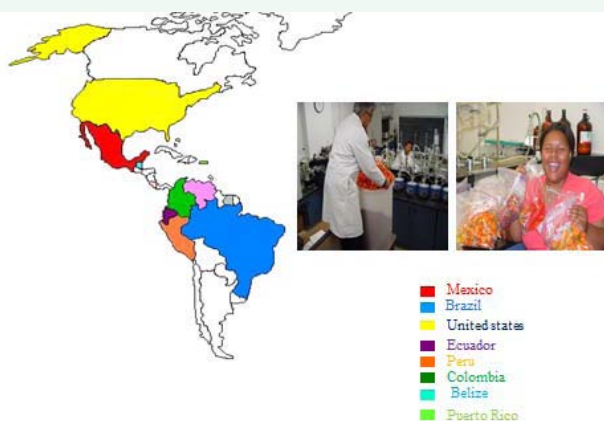 Mexico
Brazil
United states
Ecuador
Peru
Colombia
Belize
Puerto Rico